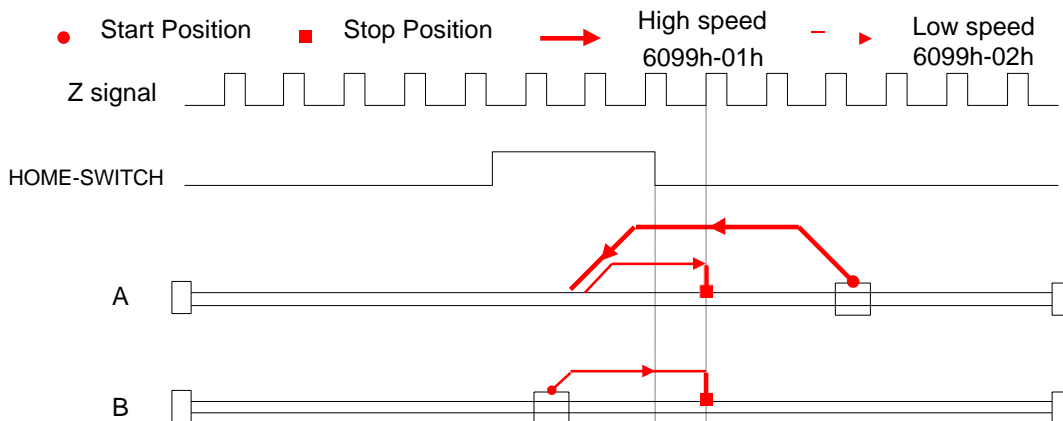 Start Position
Stop Position
High speed
6099h-01h
Low speed
6099h-02h
Z signal
HOME-SWITCH
A
B